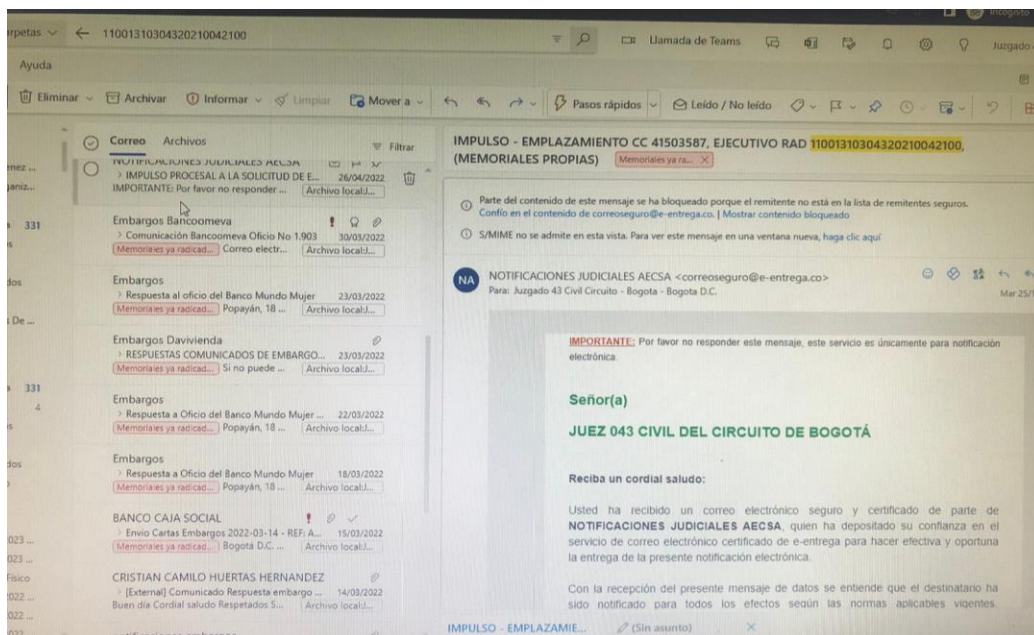 Incognito
arpetas
11001310304320210042100
Llamada de Teams
Juzgado
Ayuda
Eliminar
Archivar
Informar
Limpiar
Mover a
Pasos rápidos
Leído / No leído
Correo
Archivos
Filtrar
NOTIFICACIONES JUDICIALES AECSA
> IMPULSO PROCESAL A LA SOLICITUD DE E... 26/04/2022
IMPORTANTE: Por favor no responder ... Archivo local:J...
Embargos Bancoomeva
> Comunicación Bancoomeva Oficio No 1.903 30/03/2022
Memoriales ya radicad... Correo electr... Archivo local:J...
Embargos
> Respuesta al oficio del Banco Mundo Mujer 23/03/2022
Memoriales ya radicad... Popayán, 18 ... Archivo local:J...
Embargos Davivienda
> RESPUESTAS COMUNICADOS DE EMBARGO... 23/03/2022
Memoriales ya radicad... Si no puede ... Archivo local:J...
Embargos
> Respuesta a Oficio del Banco Mundo Mujer ... 22/03/2022
Memoriales ya radicad... Popayán, 18 ... Archivo local:J...
Embargos
> Respuesta a Oficio del Banco Mundo Mujer 18/03/2022
Memoriales ya radicad... Popayán, 18 ... Archivo local:J...
BANCO CAJA SOCIAL
> Envio Cartas Embargos 2022-03-14 - REF: A... 15/03/2022
Memoriales ya radicad... Bogotá D.C. ... Archivo local:J...
CRISTIAN CAMILO HUERTAS HERNANDEZ
> [External] Comunicado Respuesta embargo ... 14/03/2022
Buen día Cordial saludo Respetados S... Archivo local:J...
331
De ...
331
4
023 ...
023 ...
Fisico
022 ...
022 ...
IMPULSO - EMPLAZAMIENTO CC 41503587, EJECUTIVO RAD 11001310304320210042100,
(MEMORIALES PROPIAS) Memoriales ya ra...
Parte del contenido de este mensaje se ha bloqueado porque el remitente no está en la lista de remitentes seguros.
Confío en el contenido de correoseguro@e-entrega.co. | Mostrar contenido bloqueado
S/MIME no se admite en esta vista. Para ver este mensaje en una ventana nueva, haga clic aquí
NA
NOTIFICACIONES JUDICIALES AECSA <correoseguro@e-entrega.co>
Para: Juzgado 43 Civil Circuito - Bogota - Bogota D.C.
Mar 25/
IMPORTANTE: Por favor no responder este mensaje, este servicio es únicamente para notificación
electrónica.
Señor(a)
JUEZ 043 CIVIL DEL CIRCUITO DE BOGOTÁ
Reciba un cordial saludo:
Usted ha recibido un correo electrónico seguro y certificado de parte de
NOTIFICACIONES JUDICIALES AECSA, quien ha depositado su confianza en el
servicio de correo electrónico certificado de e-entrega para hacer efectiva y oportuna
la entrega de la presente notificación electrónica.
Con la recepción del presente mensaje de datos se entiende que el destinatario ha
sido notificado para todos los efectos según las normas aplicables vigentes.
IMPULSO - EMPLAZAMIE...
(Sin asunto)